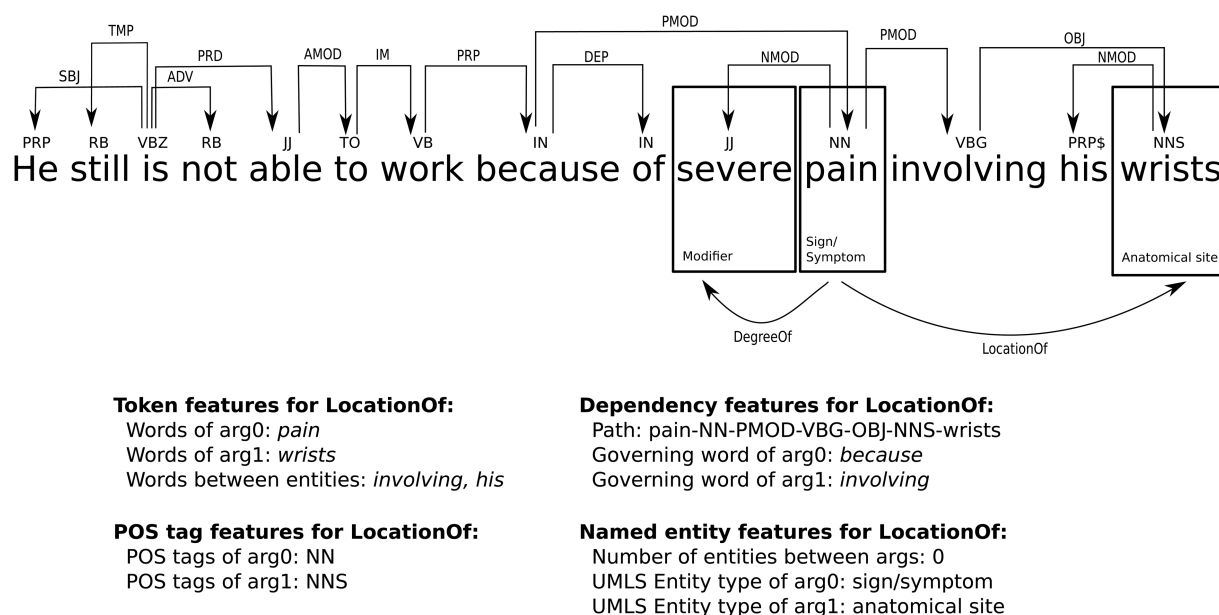 PMOD
TMP PMOD OBJ
PRD AMOD IM PRP DEP NMOD NMOD
SBJ ADV
PRP RB VBZ RB JJ TO VB IN IN JJ NN VBG PRP$ NNS
He still is not able to work because of severe pain involving his wrists
Sign/
Modifier Symptom Anatomical site
DegreeOf
LocationOf
Token features for LocationOf:
Words of arg0: pain
Words of arg1: wrists
Words between entities: involving, his
Dependency features for LocationOf:
Path: pain-NN-PMOD-VBG-OBJ-NNS-wrists
Governing word of arg0: because
Governing word of arg1: involving
POS tag features for LocationOf:
POS tags of arg0: NN
POS tags of arg1: NNS
Named entity features for LocationOf:
Number of entities between args: 0
UMLS Entity type of arg0: sign/symptom
UMLS Entity type of arg1: anatomical site